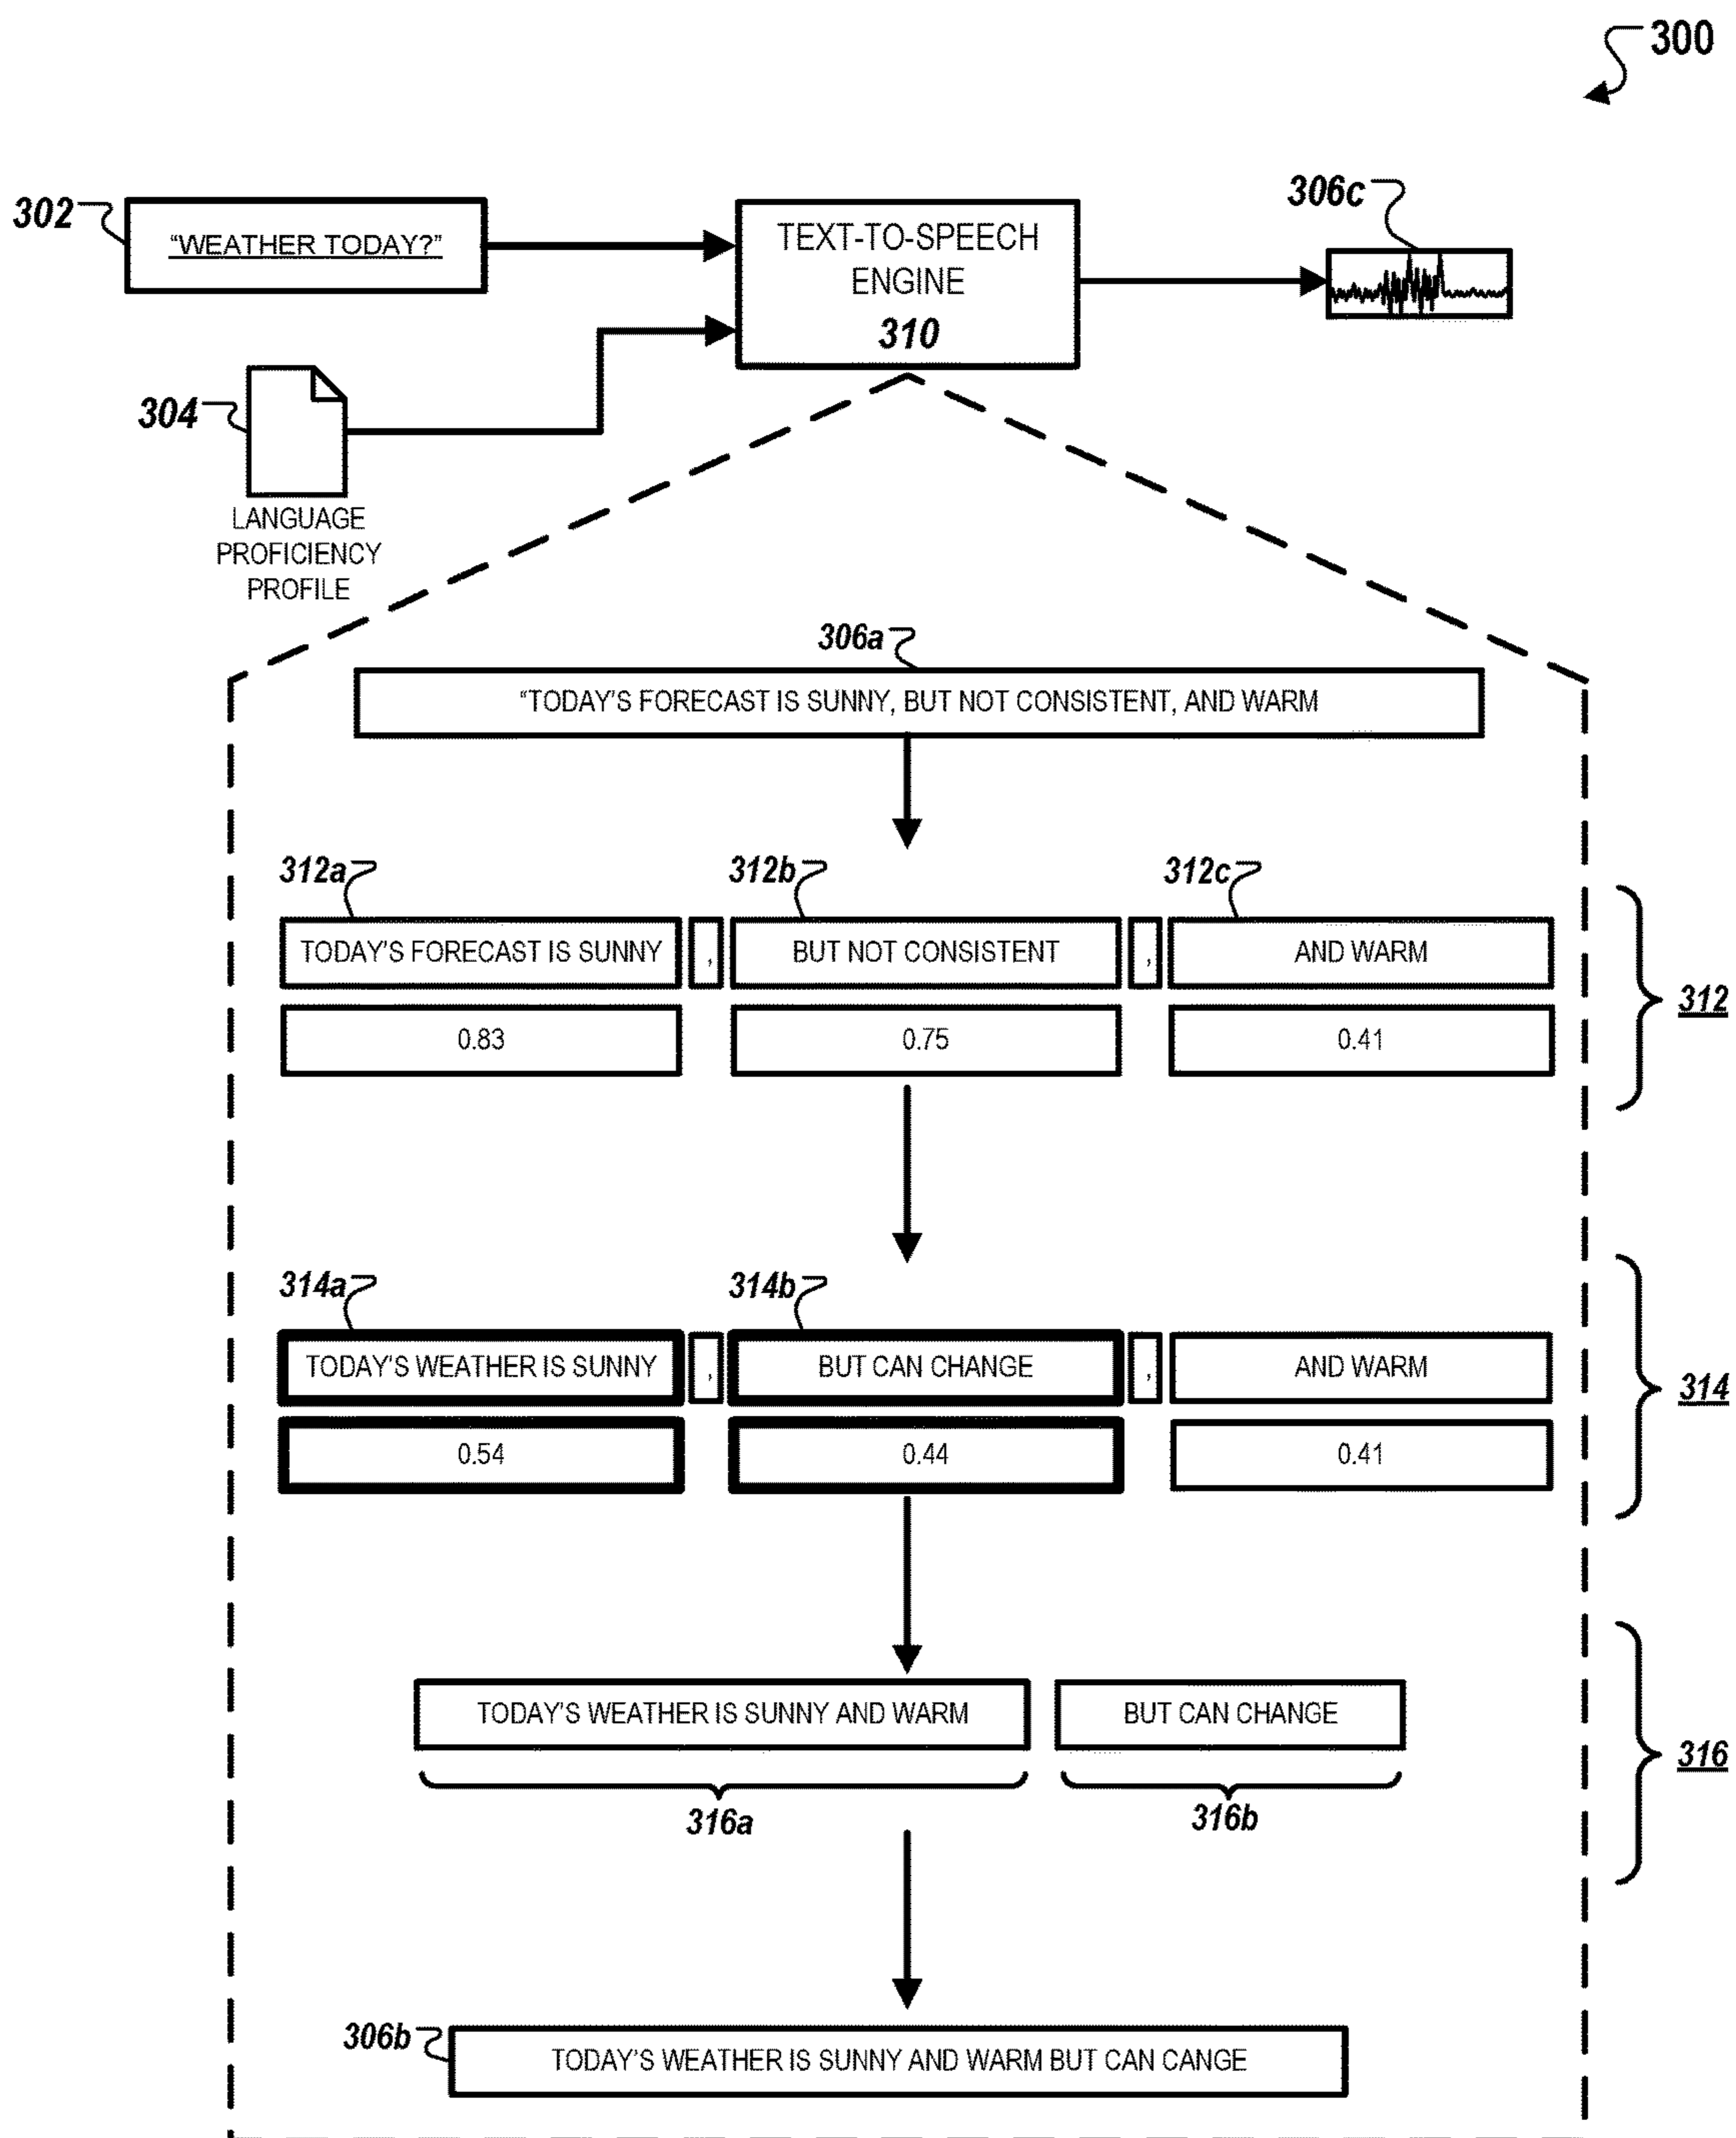 300
302
"WEATHER TODAY?"
TEXT-TO-SPEECH
ENGINE
310
306c
304
LANGUAGE
PROFICIENCY
PROFILE
306a
"TODAY'S FORECAST IS SUNNY, BUT NOT CONSISTENT, AND WARM
312a
312b
312c
TODAY'S FORECAST IS SUNNY , BUT NOT CONSISTENT , AND WARM
0.83 0.75 0.41
312
314a
314b
TODAY'S WEATHER IS SUNNY , BUT CAN CHANGE , AND WARM
0.54 0.44 0.41
314
TODAY'S WEATHER IS SUNNY AND WARM BUT CAN CHANGE
316
316a
316b
306b
TODAY'S WEATHER IS SUNNY AND WARM BUT CAN CANGE